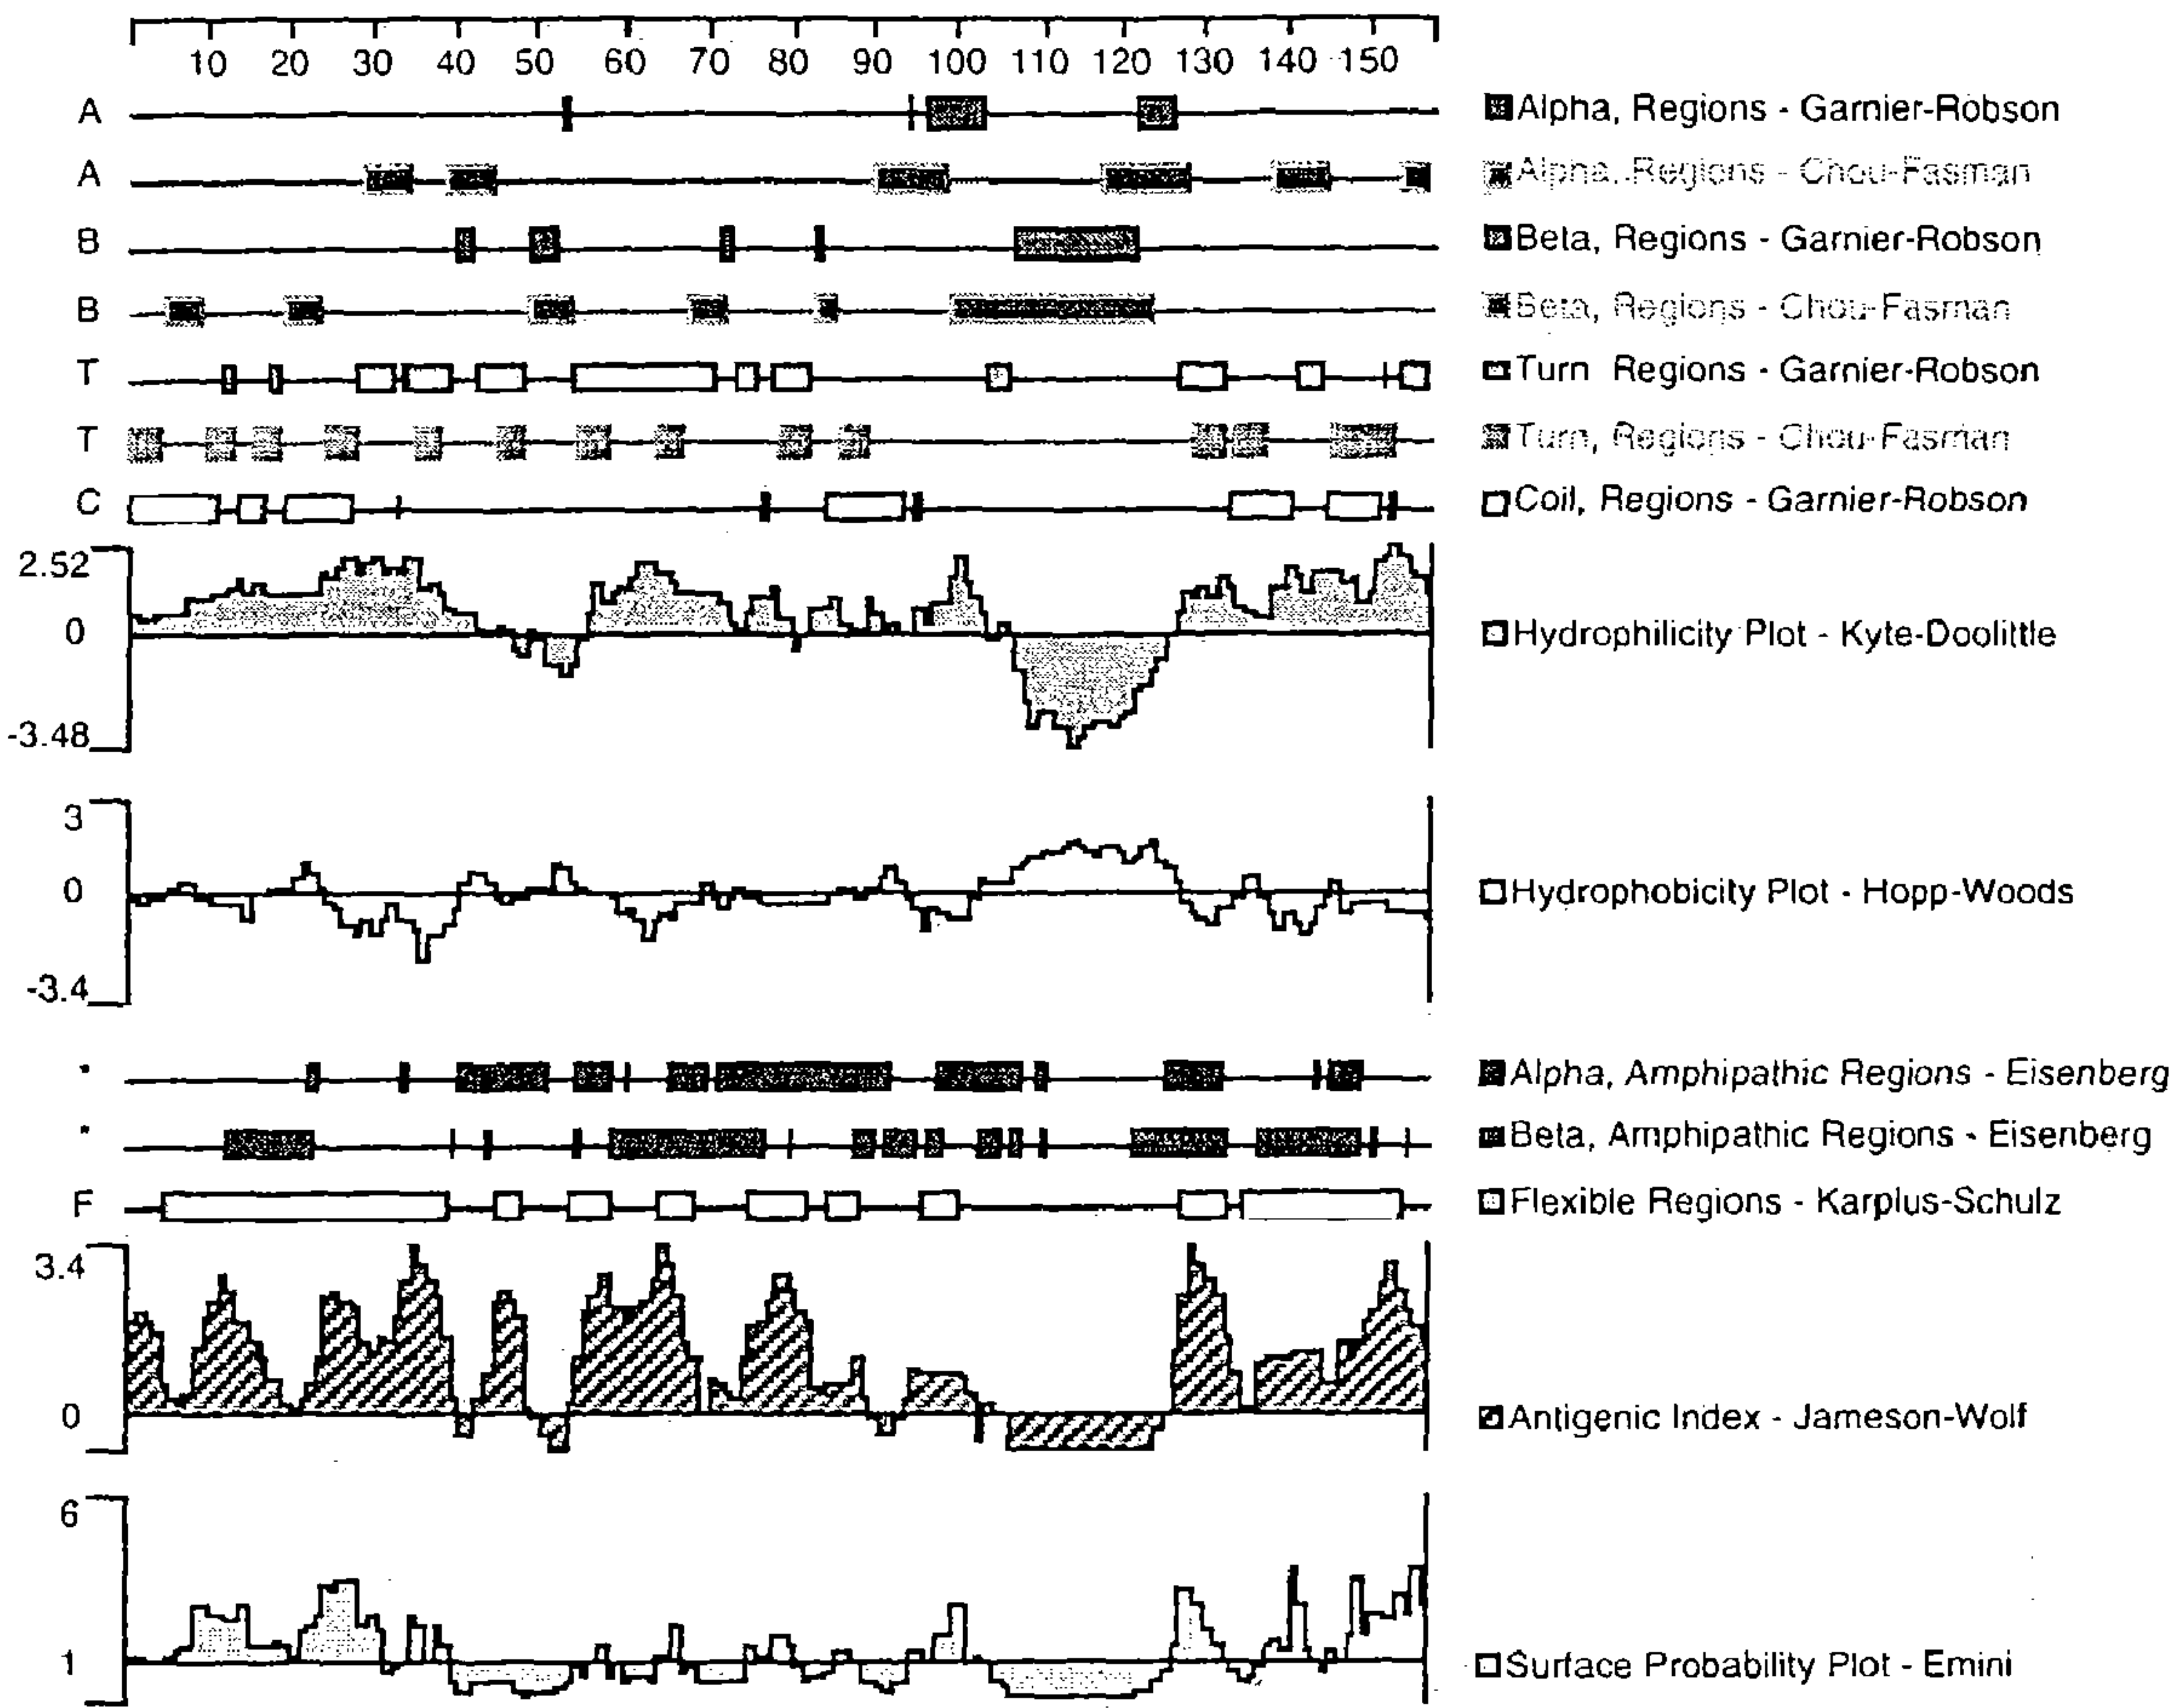 10 20 30 40 50 60 70 80 90 100 110 120 130 140 150
A Alpha, Regions - Garnier-Robson
A Alpha, Regions - Chou-Fasman
B Beta, Regions - Garnier-Robson
B Beta, Regions - Chou-Fasman
T Turn Regions - Garnier-Robson
T Turn, Regions - Chou-Fasman
C Coil, Regions - Garnier-Robson
2.52
0 Hydrophilicity Plot - Kyte-Doolittle
-3.48
3
0 Hydrophobicity Plot - Hopp-Woods
-3.4
* Alpha, Amphipathic Regions - Eisenberg
* Beta, Amphipathic Regions - Eisenberg
F Flexible Regions - Karplus-Schulz
3.4
0 Antigenic Index - Jameson-Wolf
6
1 Surface Probability Plot - Emini